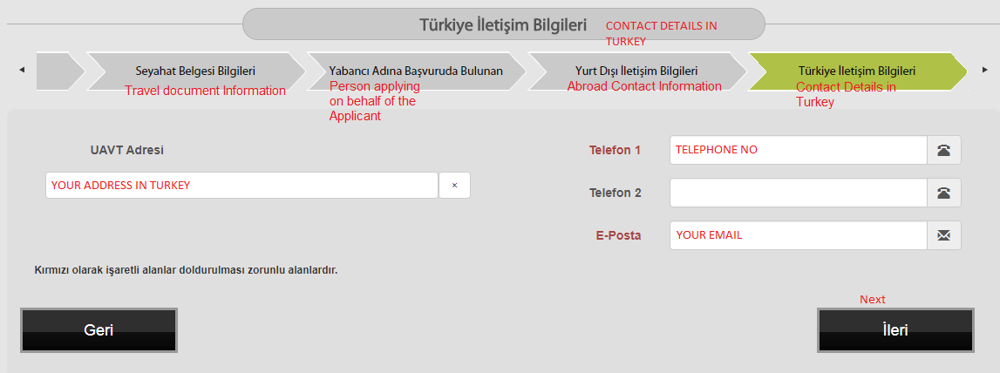 Türkiye İletişim Bilgileri CONTACT DETAILS IN
TURKEY
Seyahat Belgesi Bilgileri
Travel document Information
Yabancı Adına Başvuruda Bulunan
Person applying
on behalf of the
Applicant
Yurt Dışı İletişim Bilgileri
Abroad Contact Information
Türkiye İletişim Bilgileri
Contact Details in
Turkey
UAVT Adresi
YOUR ADDRESS IN TURKEY ×
Telefon 1 TELEPHONE NO
Telefon 2
E-Posta YOUR EMAIL
Kırmızı olarak işaretli alanlar doldurulması zorunlu alanlardır.
Geri
Next
İleri